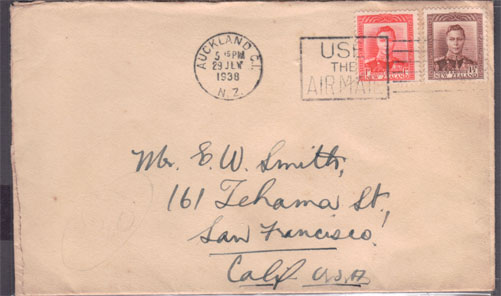 AUCKLAND C.1.
5 15 PM
29 JLY
1938
N.Z.
USE
THE
AIR MAIL
NEW ZEALAND
NEW ZEALAND
Mr. E. W. Smith,
161 Tehama St,
San Francisco!
Calif U.S.A.